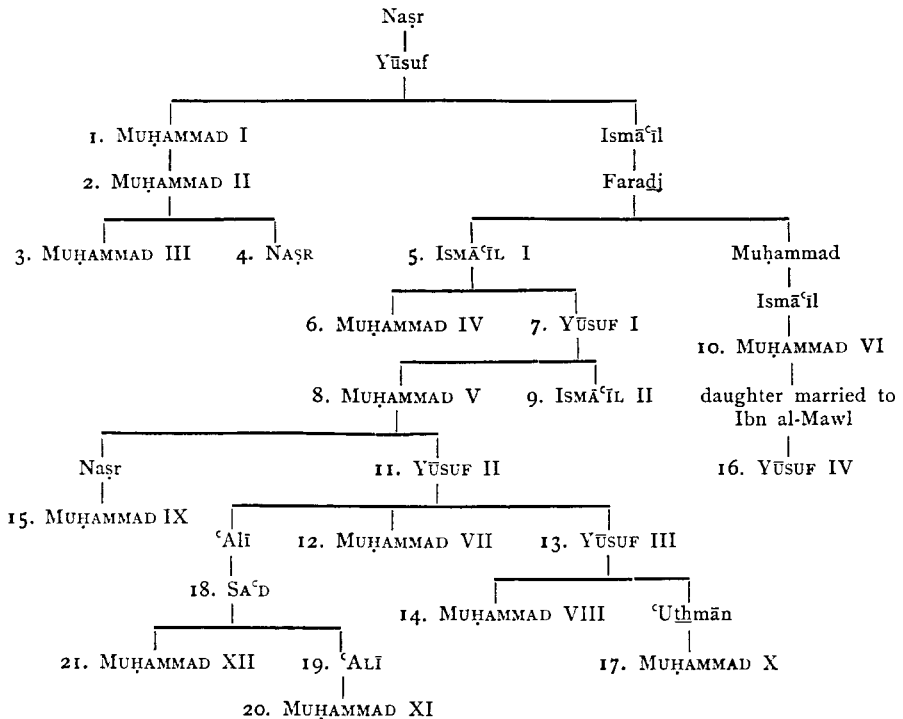 Naṣr
Yūsuf
1. MUḤAMMAD I Ismāʿīl
2. MUḤAMMAD II Faradj
3. MUḤAMMAD III 4. NAṢR 5. ISMĀʿĪL I Muḥammad
Ismāʿīl
6. MUḤAMMAD IV 7. YŪSUF I
10. MUḤAMMAD VI
8. MUḤAMMAD V 9. ISMĀʿĪL II daughter married to
Ibn al-Mawl
Naṣr 11. YŪSUF II 16. YŪSUF IV
15. MUḤAMMAD IX
ʿAlī 12. MUḤAMMAD VII 13. YŪSUF III
18. SAʿD
14. MUḤAMMAD VIII ʿUthmān
21. MUḤAMMAD XII 19. ʿALĪ 17. MUḤAMMAD X
20. MUḤAMMAD XI